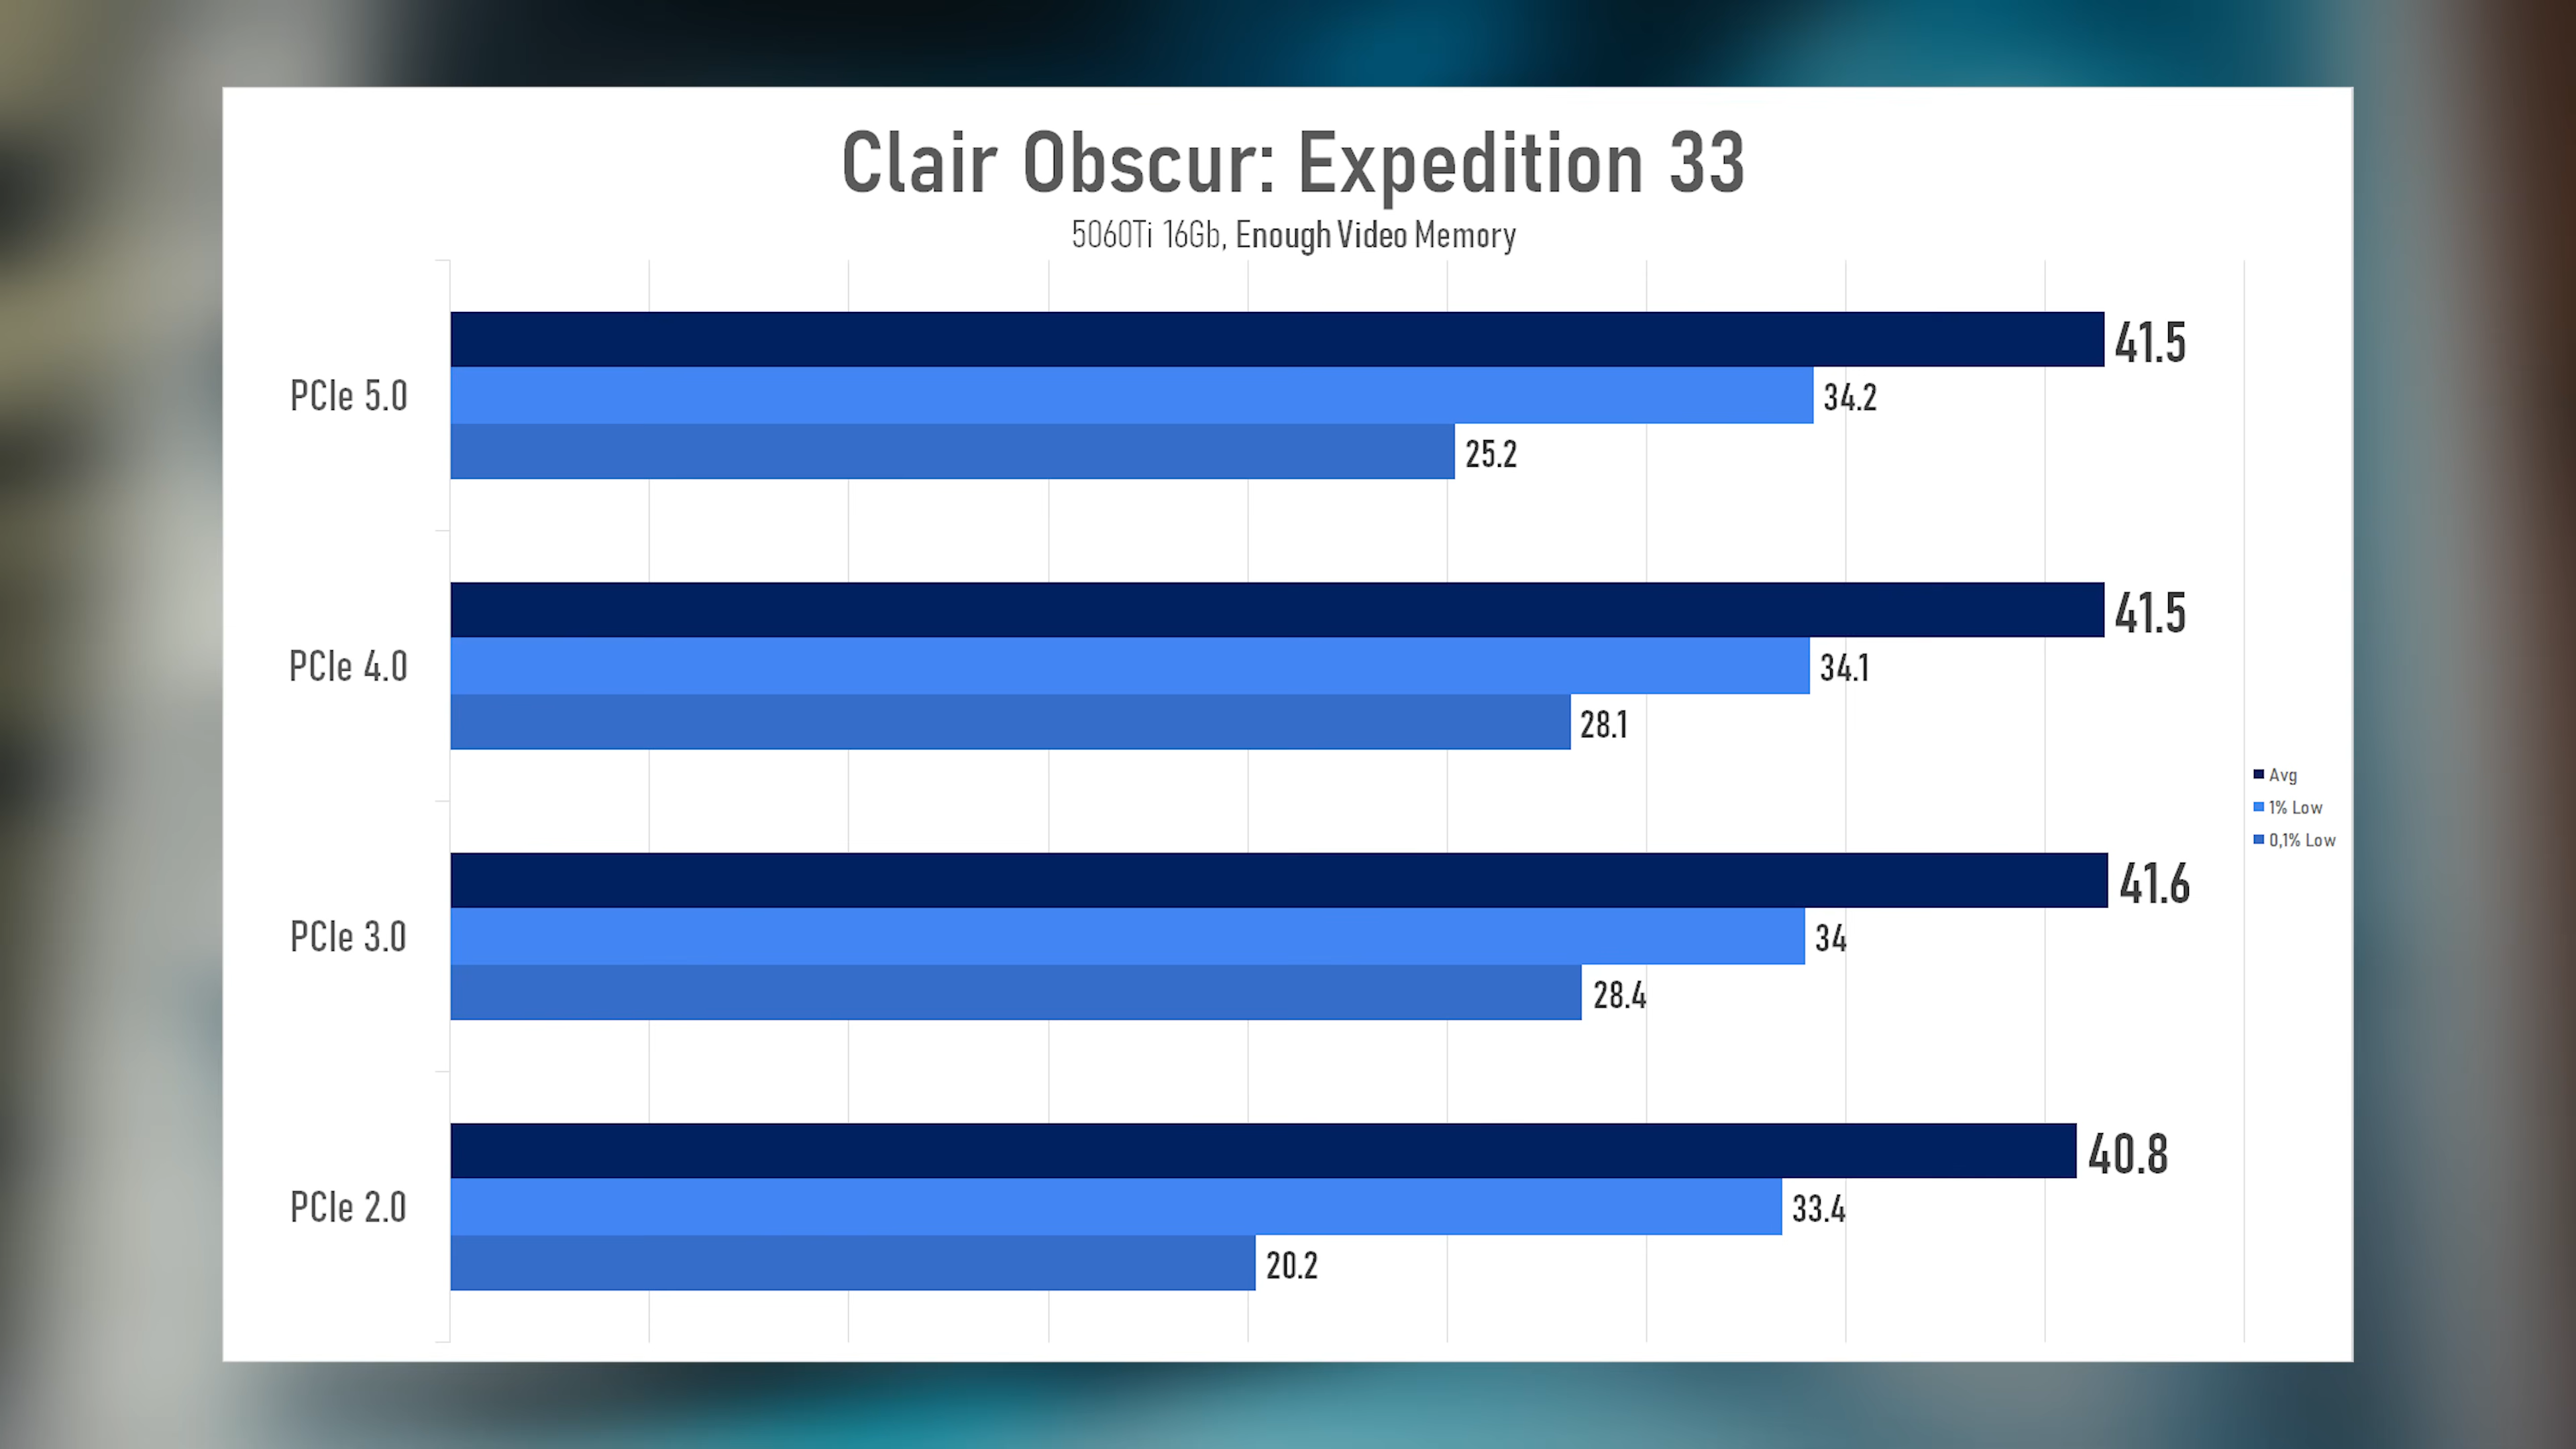 Clair Obscur: Expedition 33
5060Ti 16Gb, Enough Video Memory
PCIe 5.0
41.5
34.2
25.2
PCIe 4.0
41.5
34.1
28.1
PCIe 3.0
41.6
34
28.4
PCIe 2.0
40.8
33.4
20.2
Avg
1% Low
0,1% Low